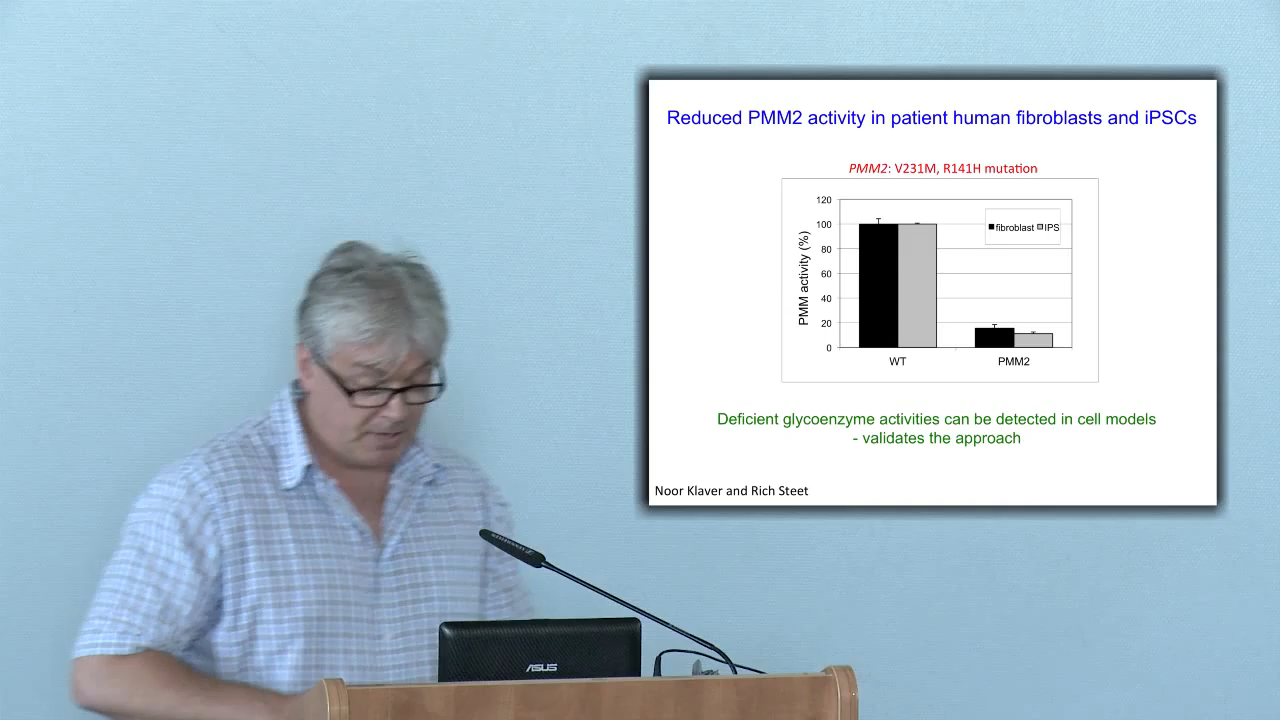 Reduced PMM2 activity in patient human fibroblasts and iPSCs
PMM2: V231M, R141H mutation
120
100
80
60
40
20
0
PMM activity (%)
fibroblast IPS
WT PMM2
Deficient glycoenzyme activities can be detected in cell models
- validates the approach
Noor Klaver and Rich Steet
ASUS